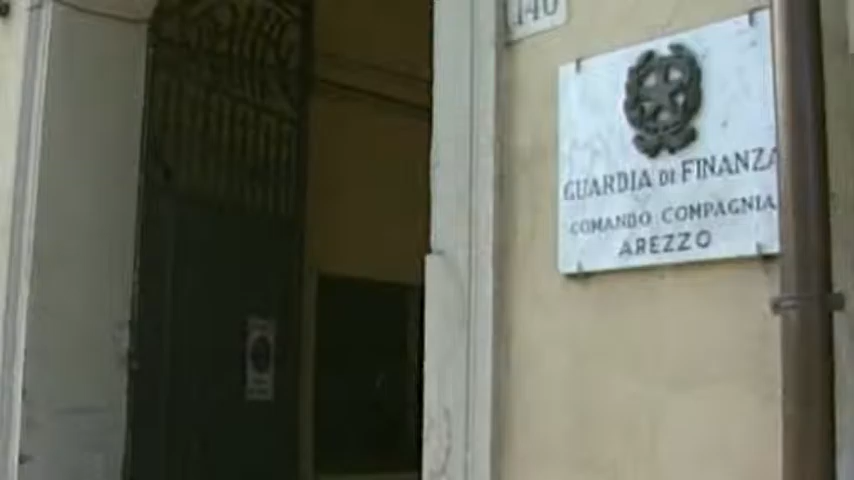 140
GUARDIA DI FINANZA
COMANDO COMPAGNIA
AREZZO